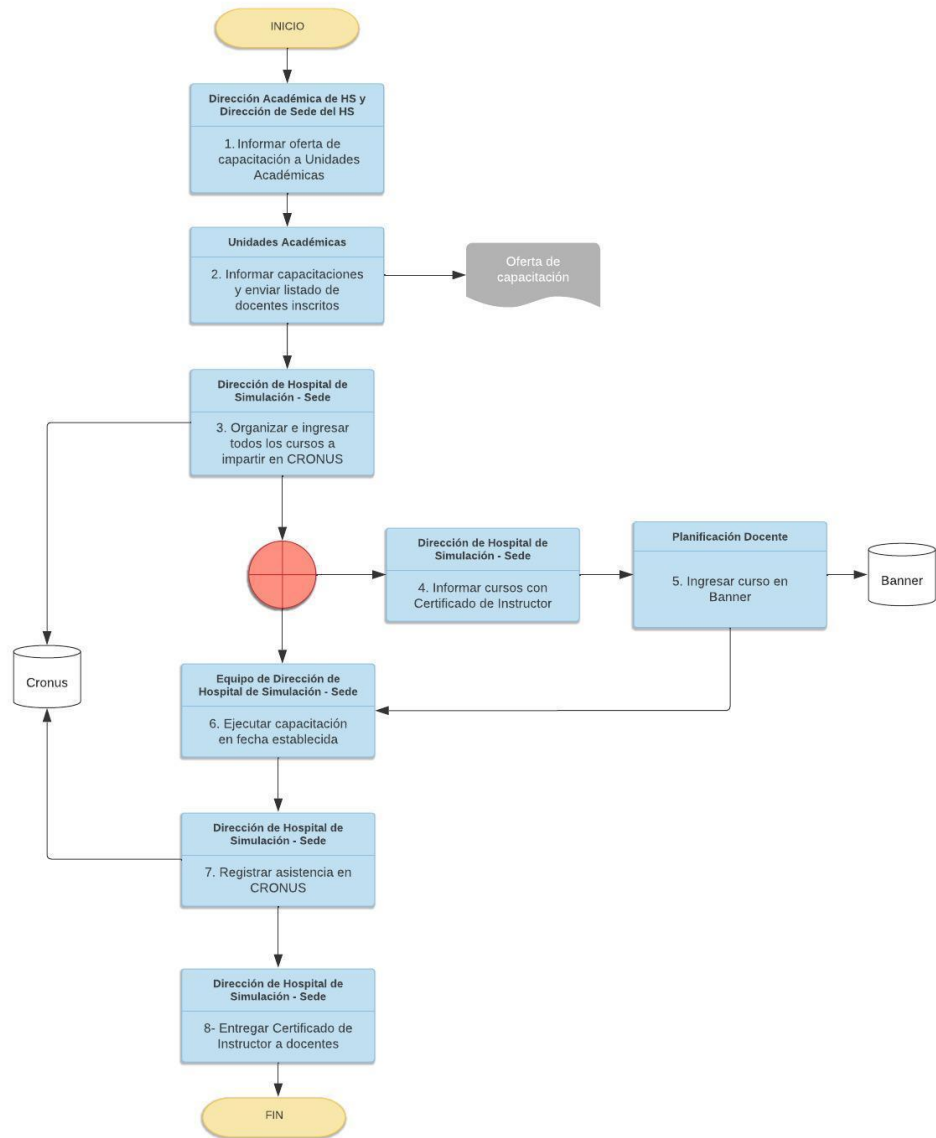 INICIO
Dirección Académica de HS y
Dirección de Sede del HS
1. Informar oferta de
capacitación a Unidades
Académicas
Unidades Académicas
2. Informar capacitaciones
y enviar listado de
docentes inscritos
Oferta de
capacitación
Dirección de Hospital de
Simulación - Sede
3. Organizar e ingresar
todos los cursos a
impartir en CRONUS
Dirección de Hospital de
Simulación - Sede
4. Informar cursos con
Certificado de Instructor
Planificación Docente
5. Ingresar curso en
Banner
Banner
Cronus
Equipo de Dirección de
Hospital de Simulación - Sede
6. Ejecutar capacitación
en fecha establecida
Dirección de Hospital de
Simulación - Sede
7. Registrar asistencia en
CRONUS
Dirección de Hospital de
Simulación - Sede
8- Entregar Certificado de
Instructor a docentes
FIN